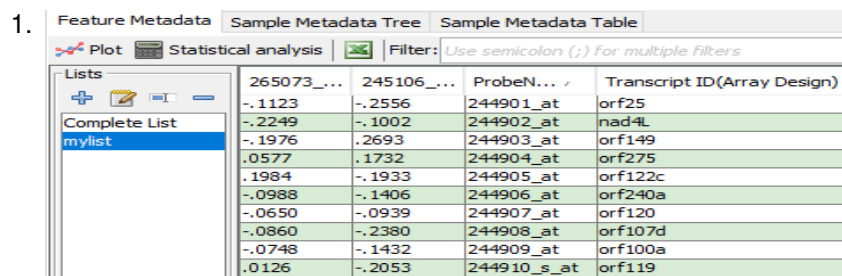 1.
Feature Metadata Sample Metadata Tree Sample Metadata Table
Plot Statistical analysis Filter: Use semicolon (;) for multiple filters
Lists
Complete List
mylist
265073_... 245106_... ProbeN... Transcript ID(Array Design)
-.1123 -.2556 244901_at orf25
-.2249 -.1002 244902_at nad4L
-.1976 .2693 244903_at orf149
.0577 .1732 244904_at orf275
.1984 -.1933 244905_at orf122c
-.0988 -.1406 244906_at orf240a
-.0650 -.0939 244907_at orf120
-.0860 -.2380 244908_at orf107d
-.0748 -.1432 244909_at orf100a
.0126 -.2053 244910_s_at orf119